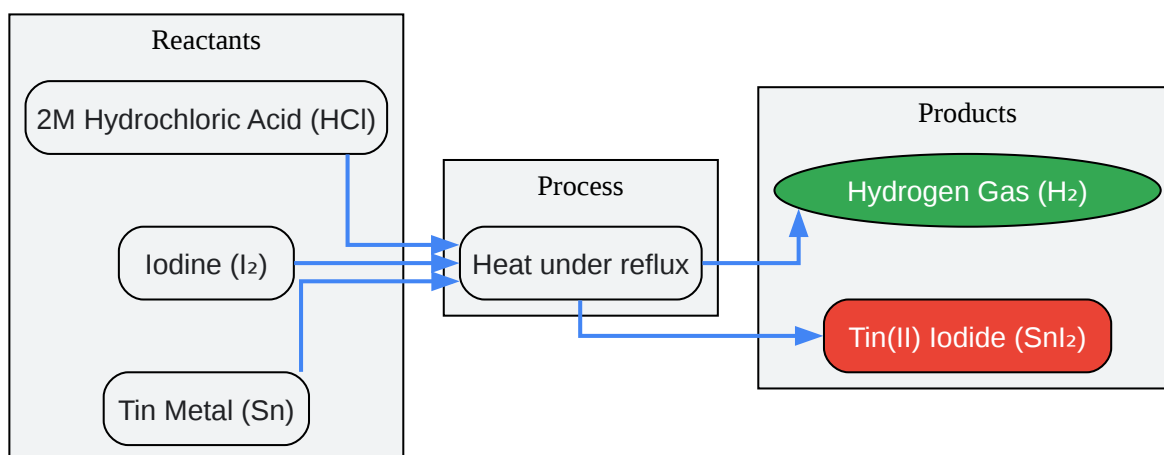 Reactants
2M Hydrochloric Acid (HCl)
Iodine (I₂)
Tin Metal (Sn)
Process
Heat under reflux
Products
Hydrogen Gas (H₂)
Tin(II) Iodide (SnI₂)